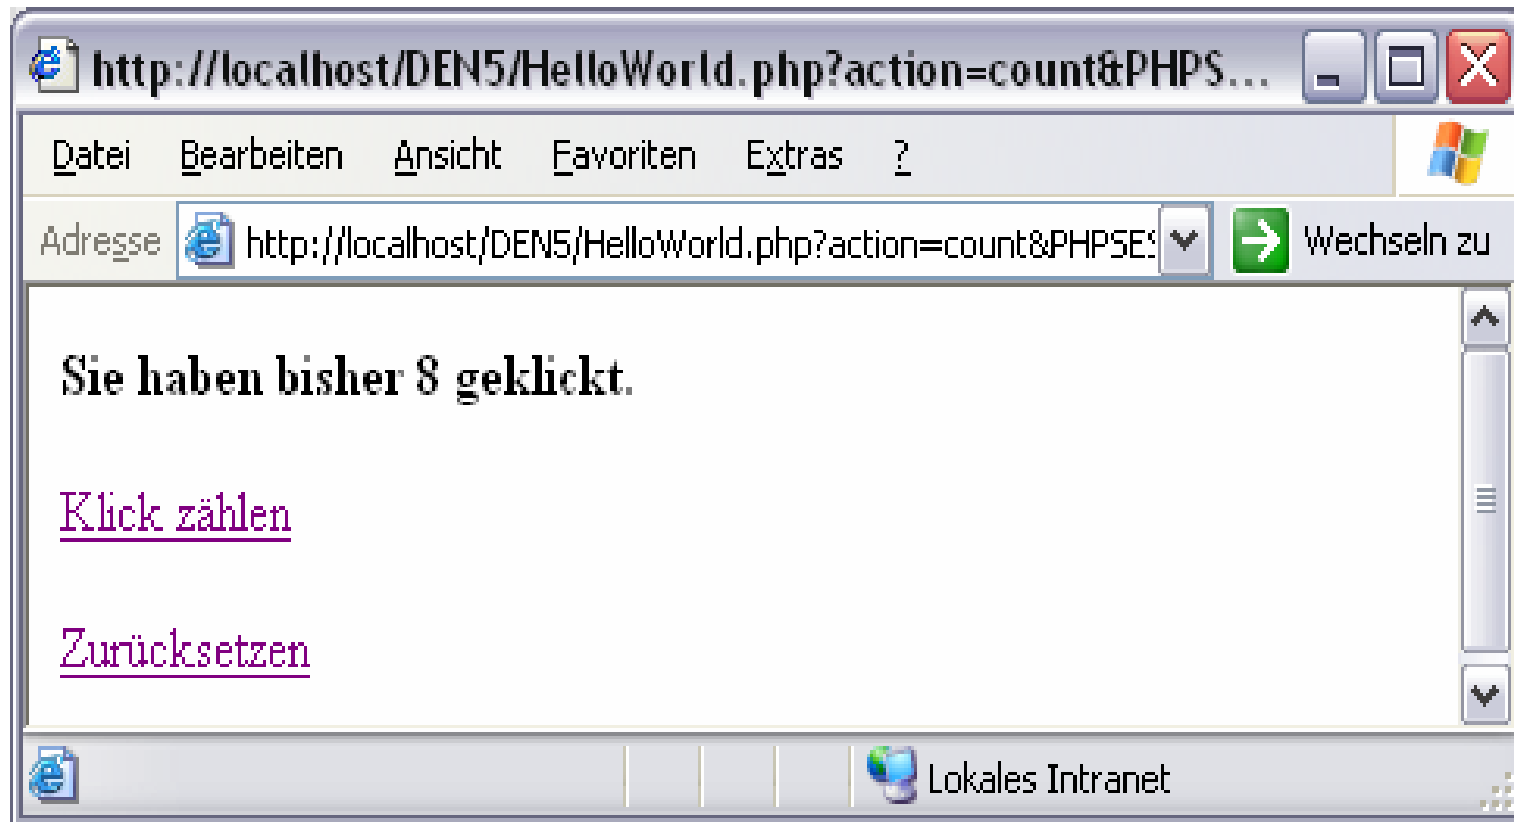 http://localhost/DEN5/HelloWorld.php?action=count&PHPS...
Datei Bearbeiten Ansicht Favoriten Extras ?
Adresse http://localhost/DEN5/HelloWorld.php?action=count&PHPSES Wechseln zu
Sie haben bisher 8 geklickt.
Klick zählen
Zurücksetzen
Lokales Intranet